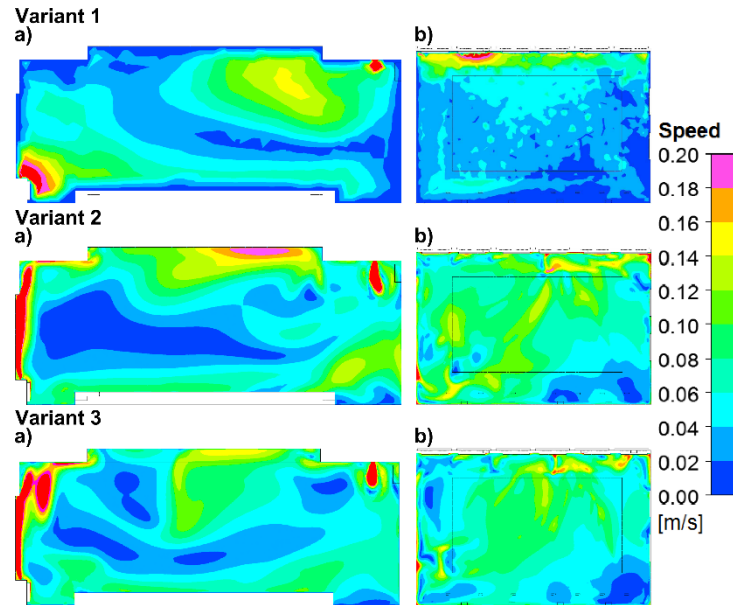 Variant 1
a)
b)
Speed
0.20
0.18
0.16
0.14
0.12
0.10
0.08
0.06
0.04
0.02
0.00
[m/s]
Variant 2
a)
b)
Variant 3
a)
b)